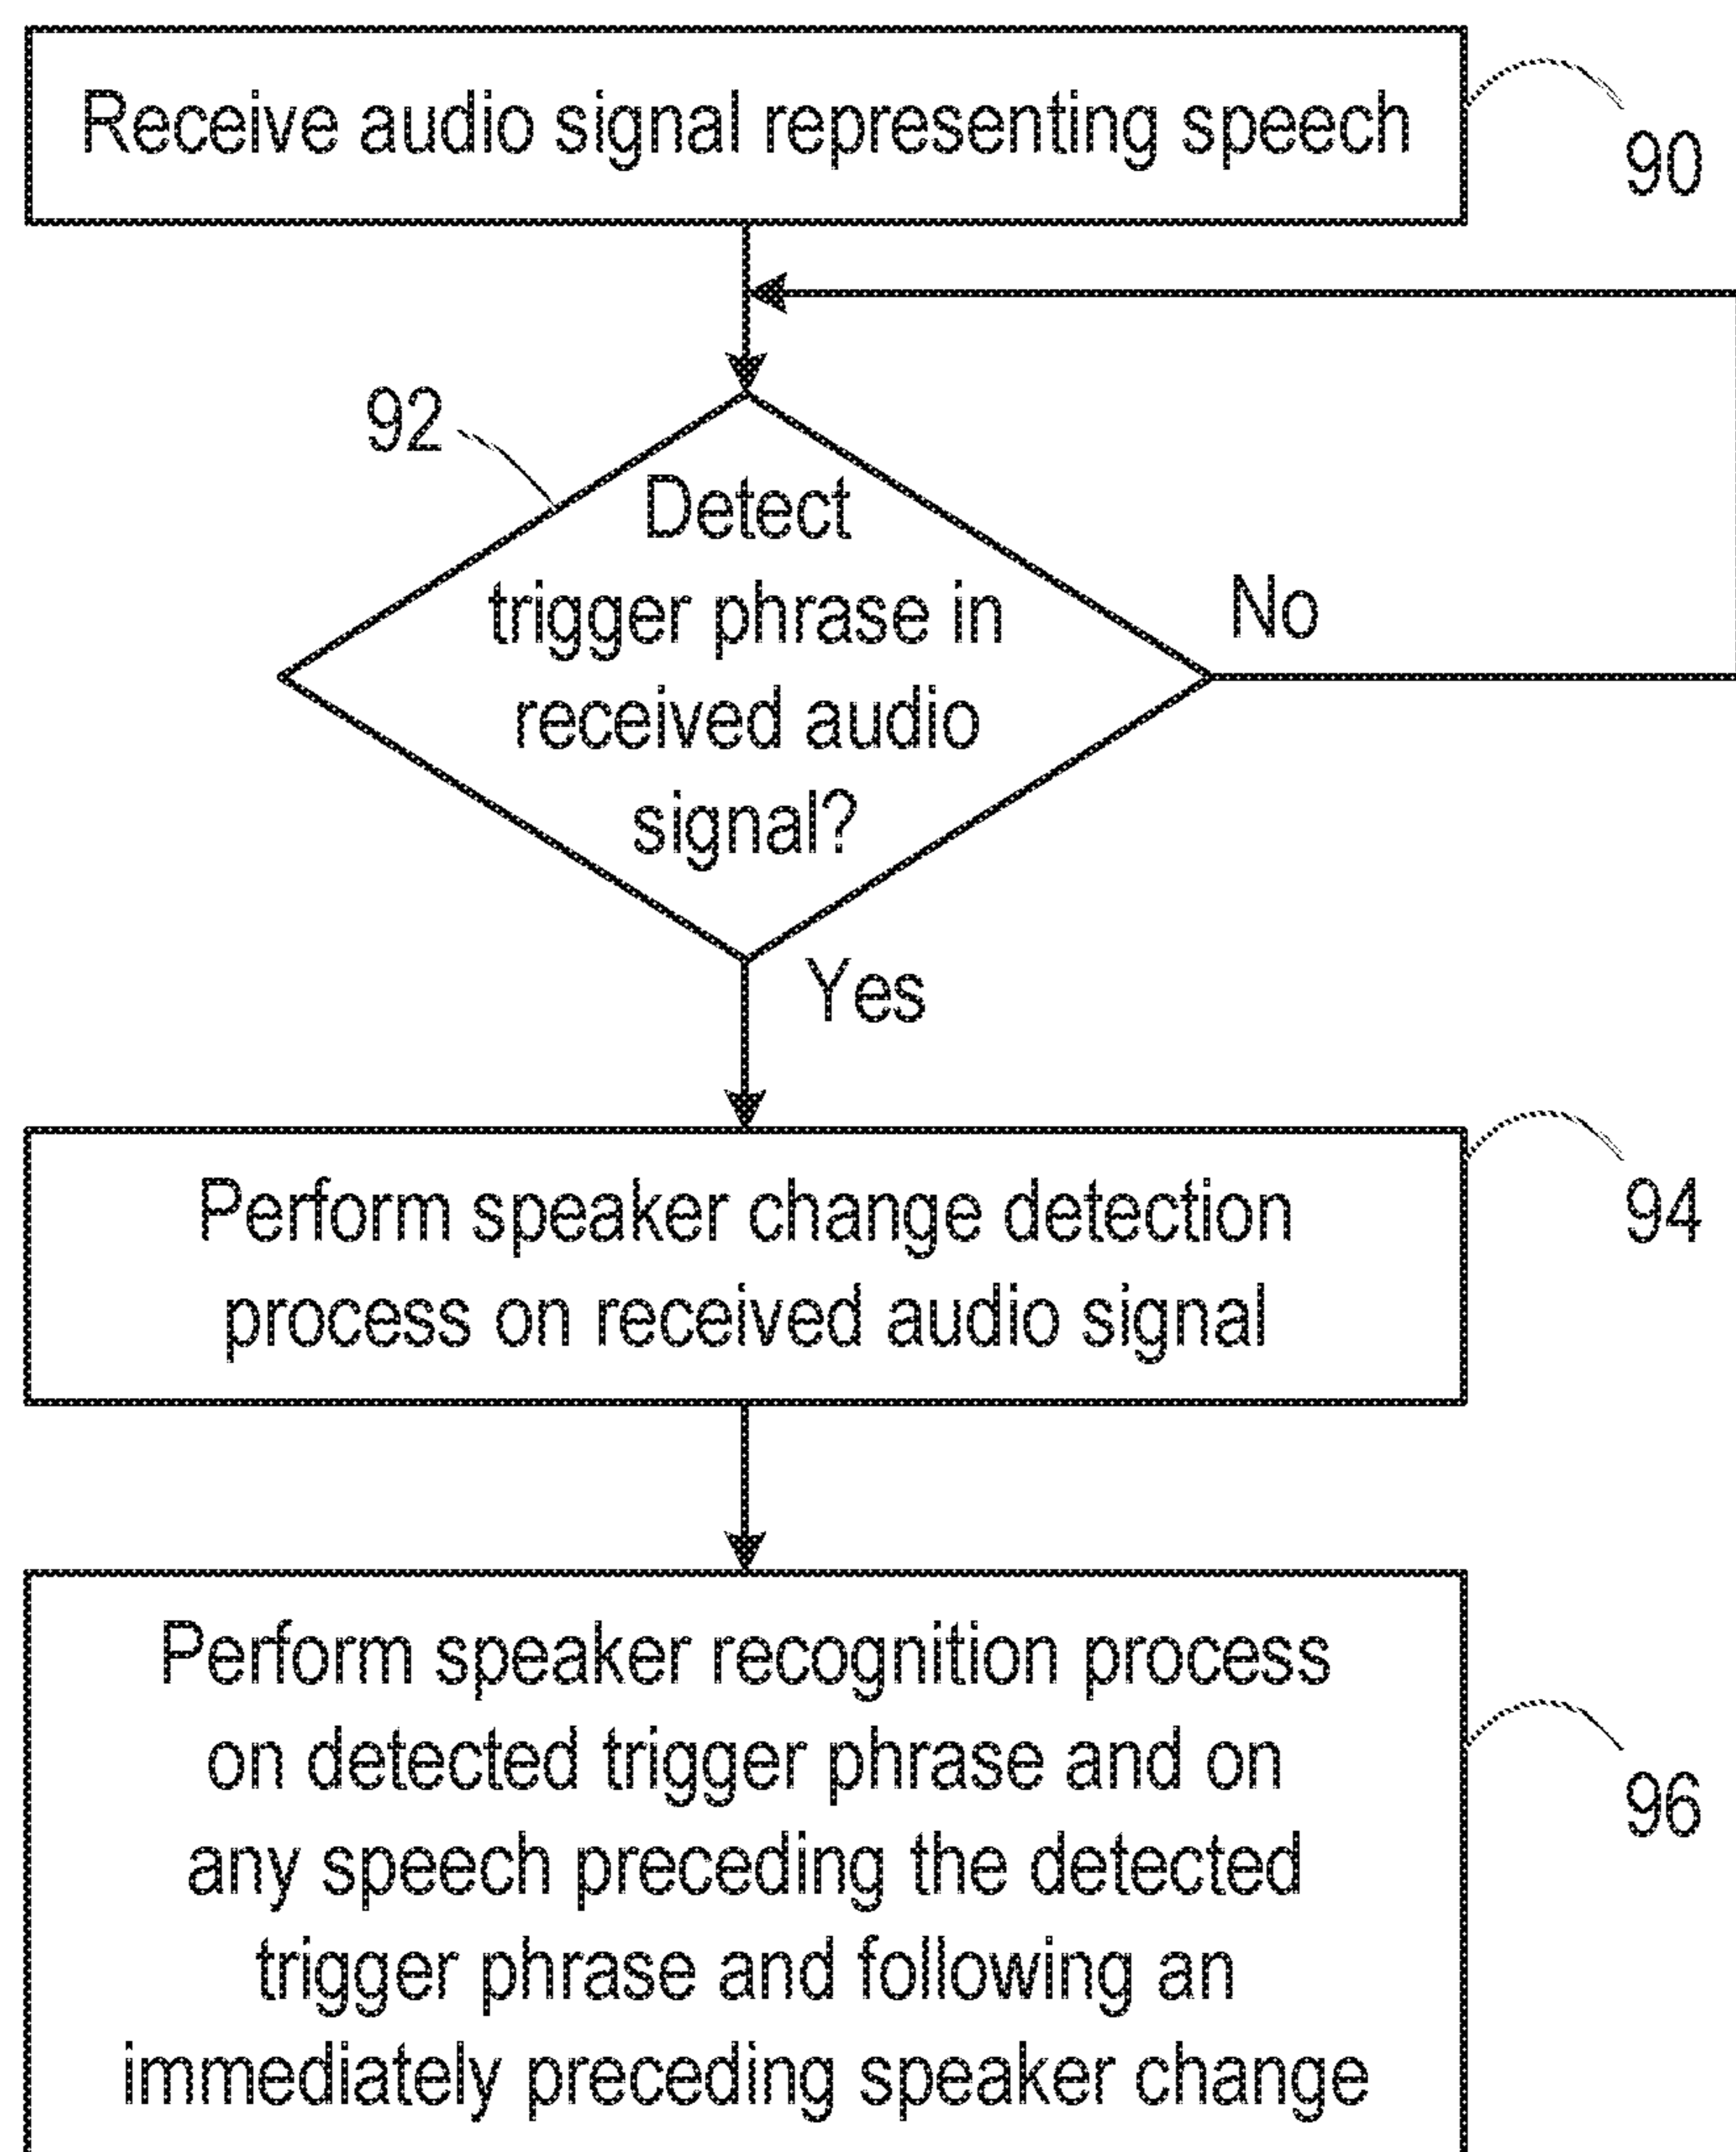 Receive audio signal representing speech
90
92
Detect
trigger phrase in
received audio
signal?
No
Yes
Perform speaker change detection
process on received audio signal
94
Perform speaker recognition process
on detected trigger phrase and on
any speech preceding the detected
trigger phrase and following an
immediately preceding speaker change
96